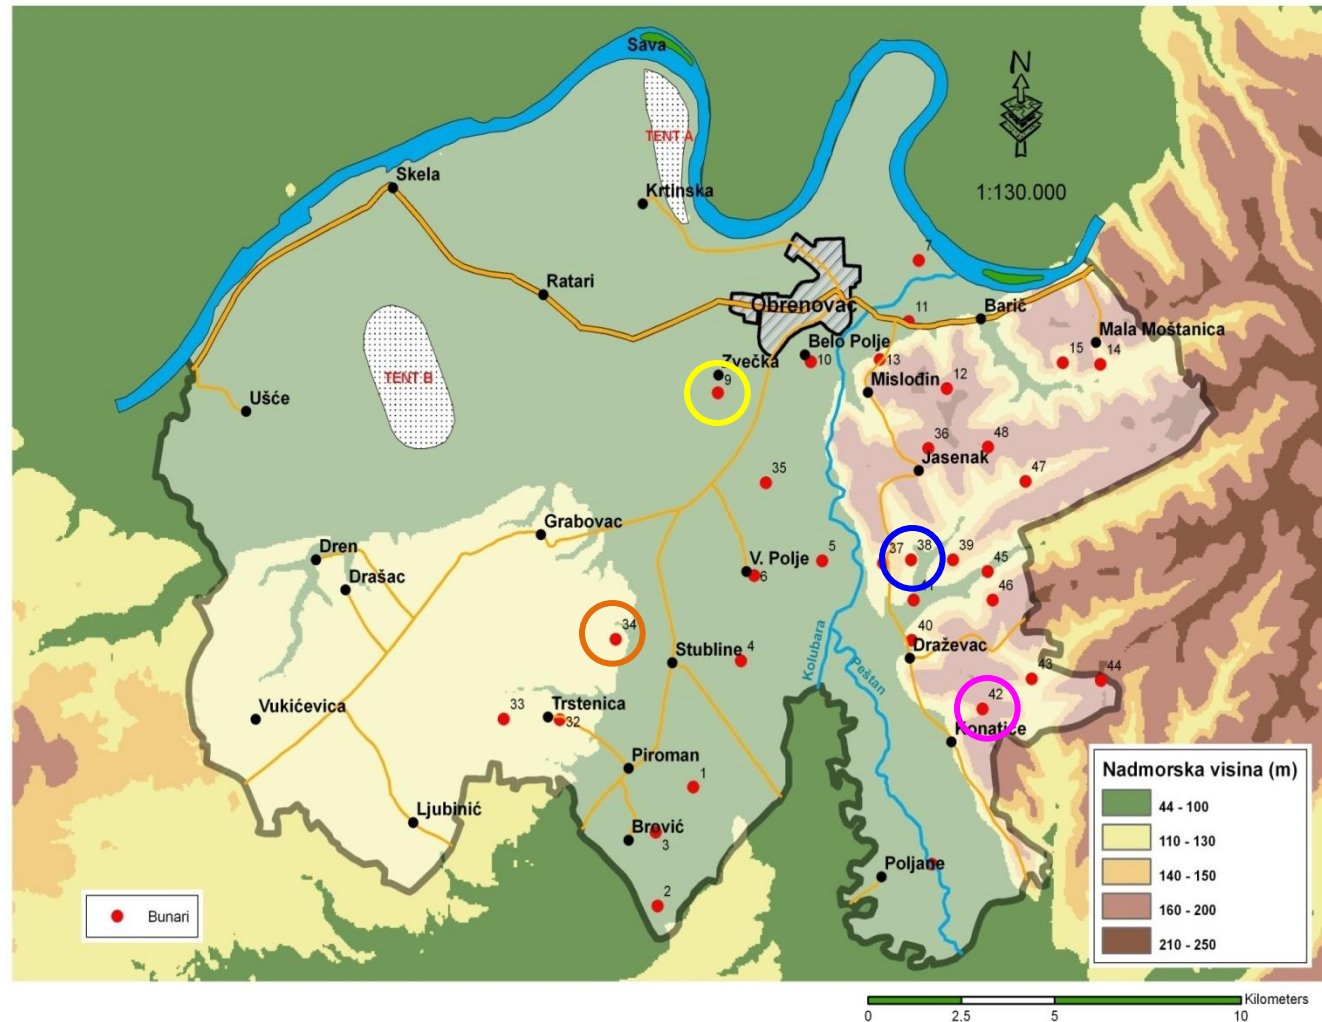 Sava
N
1:130.000
TENT A
Skela
Krtinska
7
Ratari
Obrenovac
11
Barić
Mala Moštanica
Belo Polje
10
13
15
14
Zvečka
9
TENT B
Mislođin
12
Ušće
36
48
Jasenak
47
35
Grabovac
Dren
37
38
39
5
V. Polje
6
45
Drašac
46
34
40
Kolubara
Stubline
4
Draževac
Peštan
43
44
42
Vukićevica
33
Trstenica
32
Konatice
Piroman
1
Ljubinić
Brović
3
Poljane
2
Bunari
Nadmorska visina (m)
44 - 100
110 - 130
140 - 150
160 - 200
210 - 250
Kilometers
0 2.5 5 10